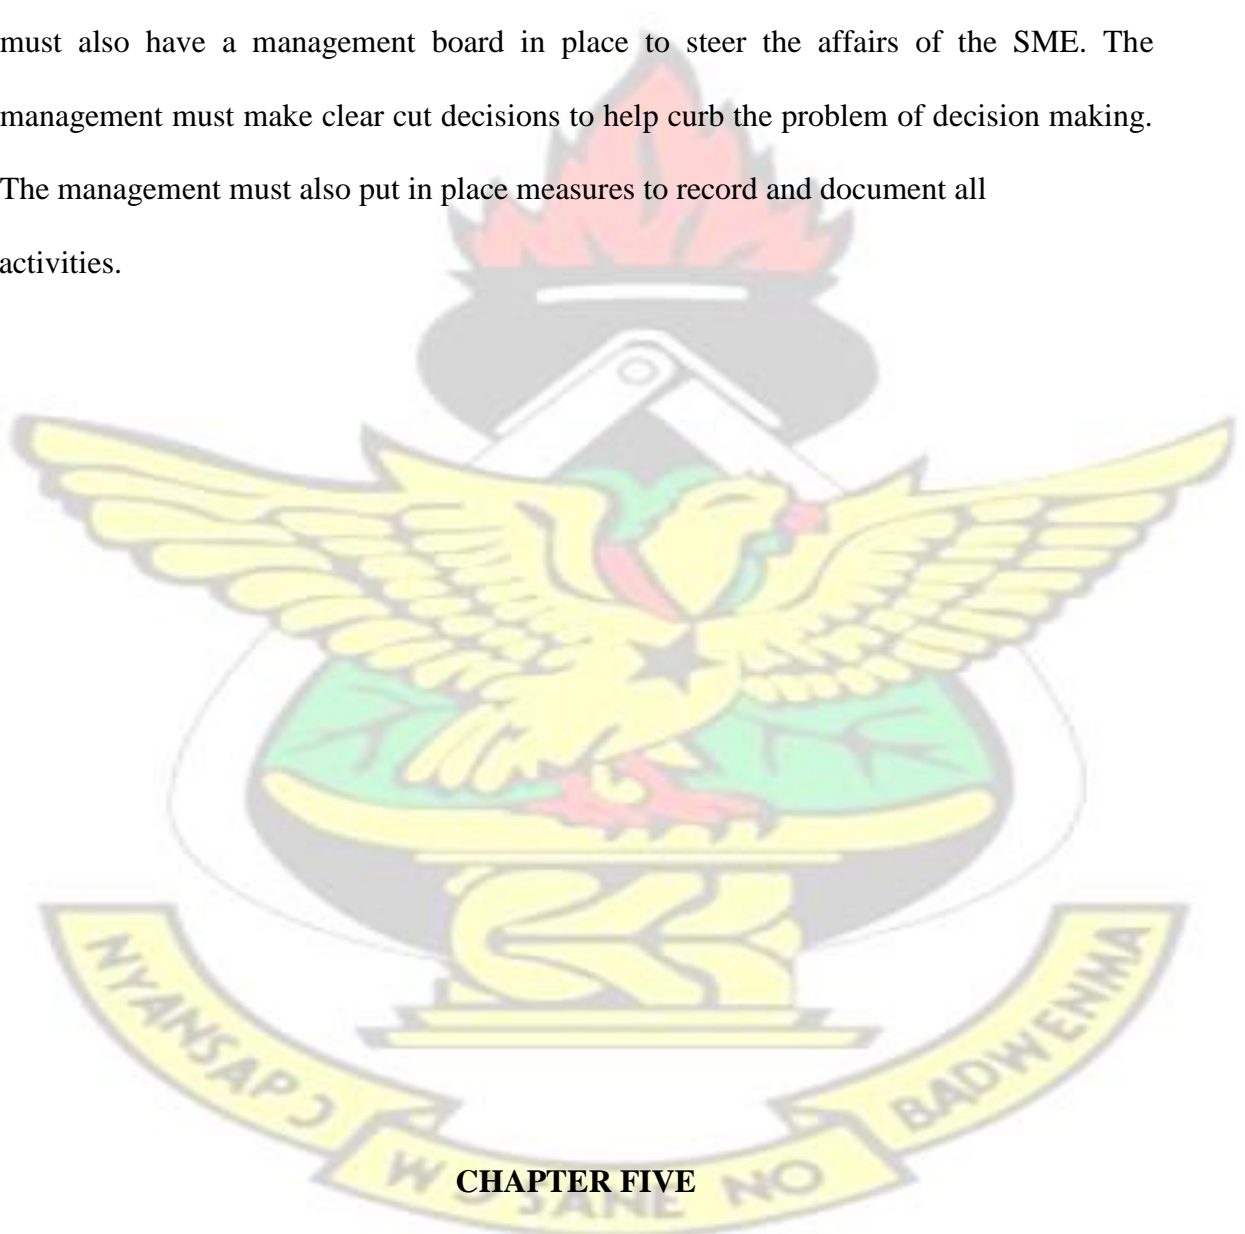 must also have a management board in place to steer the affairs of the SME. The
management must make clear cut decisions to help curb the problem of decision making.
The management must also put in place measures to record and document all
activities.
NYANSAPƆ
WƆSANE NO
BADWENMA
CHAPTER FIVE